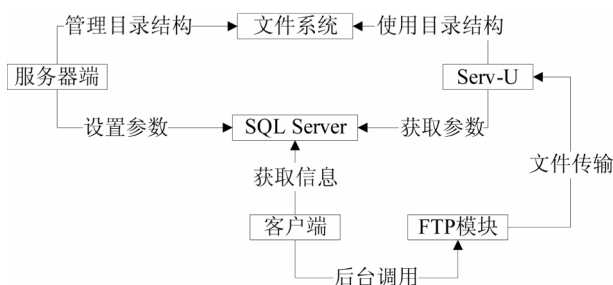 管理目录结构
文件系统
使用目录结构
服务器端
Serv-U
设置参数
SQL Server
获取参数
文件传输
获取信息
客户端
FTP模块
后台调用